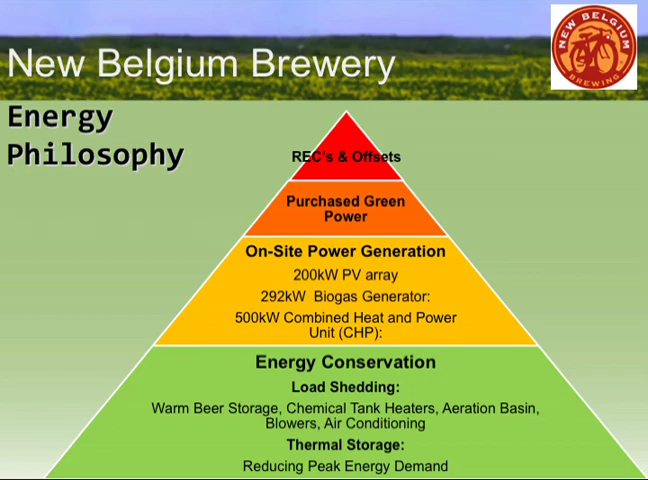 New Belgium Brewery
NEW BELGIUM
BREWING
Energy
Philosophy
REC's & Offsets
Purchased Green
Power
On-Site Power Generation
200kW PV array
292kW Biogas Generator:
500kW Combined Heat and Power
Unit (CHP):
Energy Conservation
Load Shedding:
Warm Beer Storage, Chemical Tank Heaters, Aeration Basin,
Blowers, Air Conditioning
Thermal Storage:
Reducing Peak Energy Demand